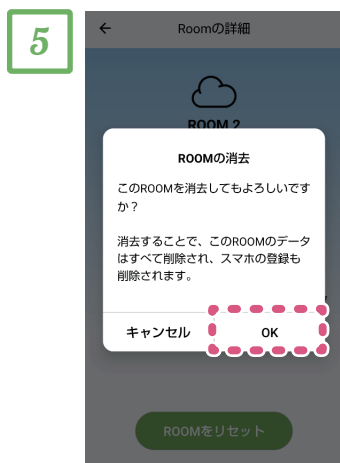 5
Roomの詳細
ROOM 2
ROOMの消去
このROOMを消去してもよろしいです
か？
消去することで、このROOMのデータ
はすべて削除され、スマホの登録も
削除されます。
キャンセル
OK
ROOMをリセット